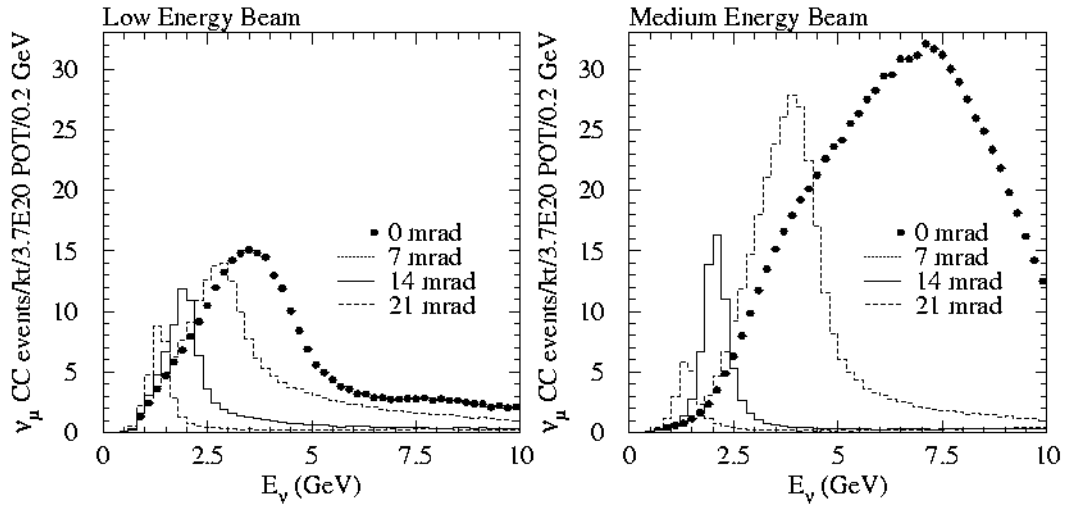 Low Energy Beam
ν_μ CC events/kt/3.7E20 POT/0.2 GeV
30
25
20
15
10
5
0
0 mrad
7 mrad
14 mrad
21 mrad
0
2.5
5
7.5
10
E_ν (GeV)
Medium Energy Beam
ν_μ CC events/kt/3.7E20 POT/0.2 GeV
30
25
20
15
10
5
0
0 mrad
7 mrad
14 mrad
21 mrad
0
2.5
5
7.5
10
E_ν (GeV)